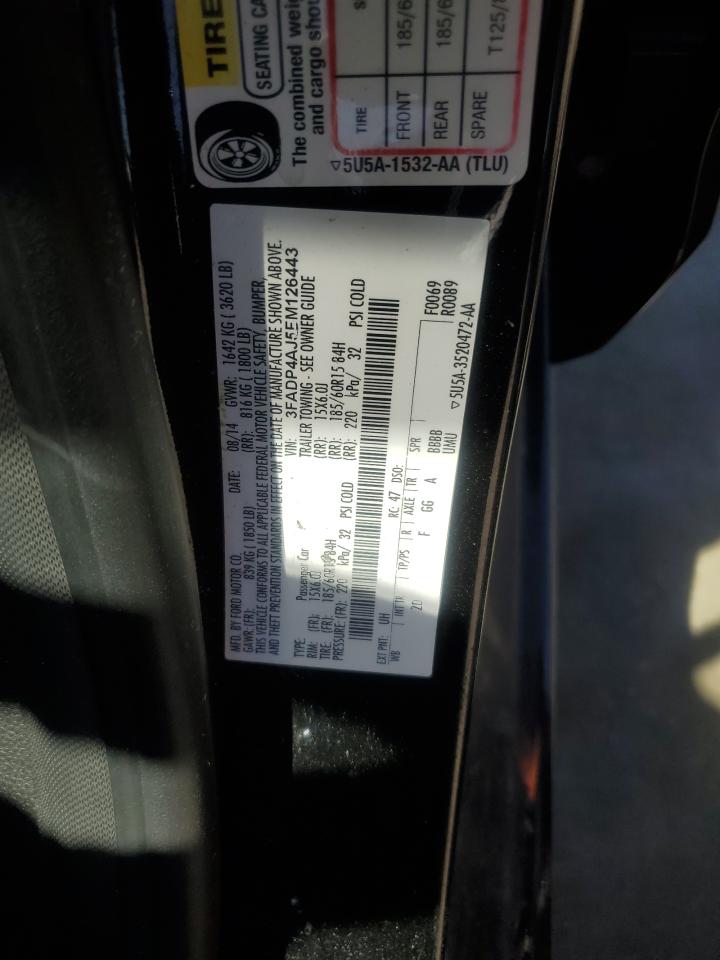 TIRE
SEATING CA
The combined weig
and cargo shou
TIRE
FRONT 185/6
REAR 185/6
SPARE T125/
▽5U5A-1532-AA (TLU)
MFD. BY FORD MOTOR CO.
DATE: 08/14 GVWR: 1642 KG ( 3620 LB)
GAWR: (FR): 839 KG ( 1850 LB) (RR): 816 KG ( 1800 LB)
THIS VEHICLE CONFORMS TO ALL APPLICABLE FEDERAL MOTOR VEHICLE SAFETY, BUMPER,
AND THEFT PREVENTION STANDARDS IN EFFECT ON THE DATE OF MANUFACTURE SHOWN ABOVE.
VIN: 3FADP4AJ5EM126443
TYPE: Passenger Car TRAILER TOWING - SEE OWNER GUIDE
RIM: (FR): 15X6.0J (RR): 15X6.0J
TIRE: (FR): 185/60R15 84H (RR): 185/60R15 84H
PRESSURE: (FR): 220 kPa/ 32 PSI COLD (RR): 220 kPa/ 32 PSI COLD
EXT PNT: UH RC: 47 DSO: F0069
WB INT TR TP/PS R AXLE TR SPR R0089
ZD F GG A BBBB
UMU ▽5U5A-3520472-AA